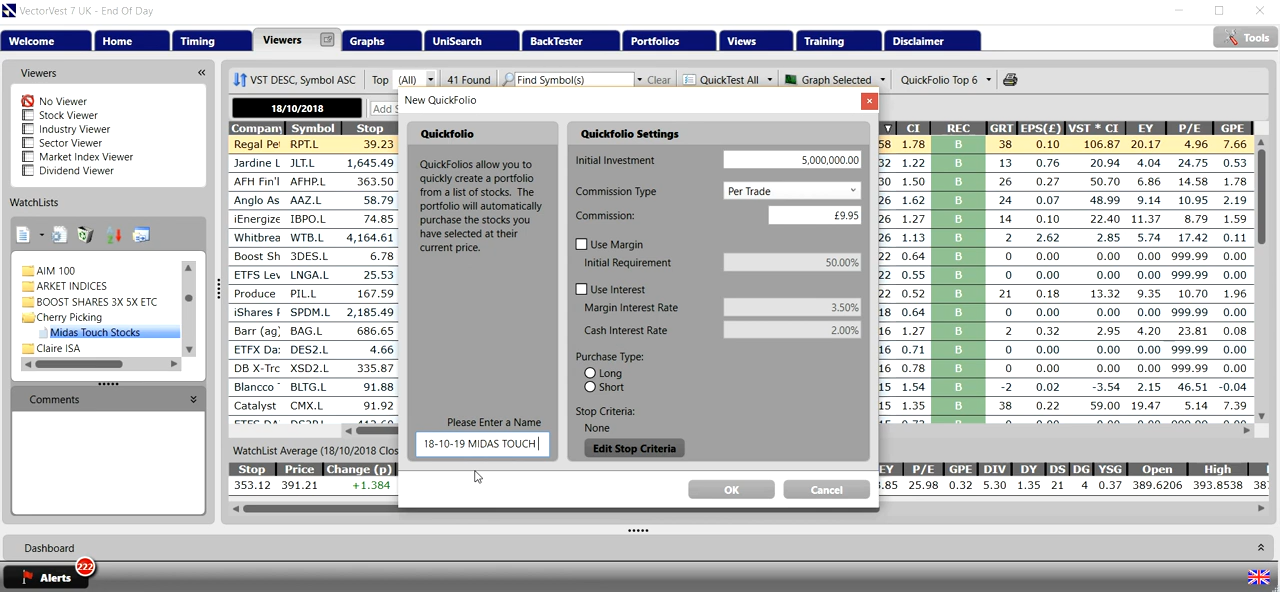 VectorVest 7 UK - End Of Day
Welcome Home Timing Viewers Graphs UniSearch BackTester Portfolios Views Training Disclaimer Tools
Viewers
No Viewer
Stock Viewer
Industry Viewer
Sector Viewer
Market Index Viewer
Dividend Viewer
WatchLists
AIM 100
ARKET INDICES
BOOST SHARES 3X 5X ETC
Cherry Picking
Midas Touch Stocks
Claire ISA
Comments
VST DESC, Symbol ASC Top (All) 41 Found Find Symbol(s) Clear QuickTest All Graph Selected QuickFolio Top 6
18/10/2018 Add S
Company Symbol Stop CI REC GRT EPS(£) VST * CI EY P/E GPE
Regal Pet RPT.L 39.23 58 1.78 B 38 0.10 106.87 20.17 4.96 7.66
Jardine L JLT.L 1,645.49 32 1.22 B 13 0.76 20.94 4.04 24.75 0.53
AFH Fin'l AFHP.L 363.50 30 1.50 B 26 0.27 50.70 6.86 14.58 1.78
Anglo As AAZ.L 58.79 26 1.62 B 24 0.07 48.99 9.14 10.95 2.19
iEnergize IBPO.L 74.85 26 1.27 B 14 0.10 22.40 11.37 8.79 1.59
Whitbrea WTB.L 4,164.61 26 1.13 B 2 2.62 2.85 5.74 17.42 0.11
Boost Sh 3DES.L 6.78 22 0.64 B 0 0.00 0.00 0.00 999.99 0.00
ETFS Lev LNGA.L 25.53 22 0.55 B 0 0.00 0.00 0.00 999.99 0.00
Produce PIL.L 167.59 22 0.52 B 21 0.18 13.32 9.35 10.70 1.96
iShares F SPDM.L 2,185.49 18 0.64 B 0 0.00 0.00 0.00 999.99 0.00
Barr (ag) BAG.L 686.65 16 1.27 B 2 0.32 2.95 4.20 23.81 0.08
ETFX Da: DES2.L 4.66 16 0.71 B 0 0.00 0.00 0.00 999.99 0.00
DB X-Trc XSD2.L 335.87 16 0.78 B 0 0.00 0.00 0.00 999.99 0.00
Blancco BLTG.L 91.88 15 1.54 B -2 0.02 -3.54 2.15 46.51 -0.04
Catalyst CMX.L 91.92 15 1.35 B 38 0.22 59.00 19.47 5.14 7.39
WatchList Average (18/10/2018 Clos
Stop Price Change (p) EY P/E GPE DIV DY DS DG YSG Open High
353.12 391.21 +1.384 3.85 25.98 0.32 5.30 1.35 21 4 0.37 389.6206 393.8538 38
New QuickFolio
Quickfolio
QuickFolios allow you to
quickly create a portfolio
from a list of stocks. The
portfolio will automatically
purchase the stocks you
have selected at their
current price.
Please Enter a Name
18-10-19 MIDAS TOUCH
Quickfolio Settings
Initial Investment 5,000,000.00
Commission Type Per Trade
Commission: £9.95
Use Margin
Initial Requirement 50.00%
Use Interest
Margin Interest Rate 3.50%
Cash Interest Rate 2.00%
Purchase Type:
Long
Short
Stop Criteria:
None
Edit Stop Criteria
OK Cancel
Dashboard
Alerts 222